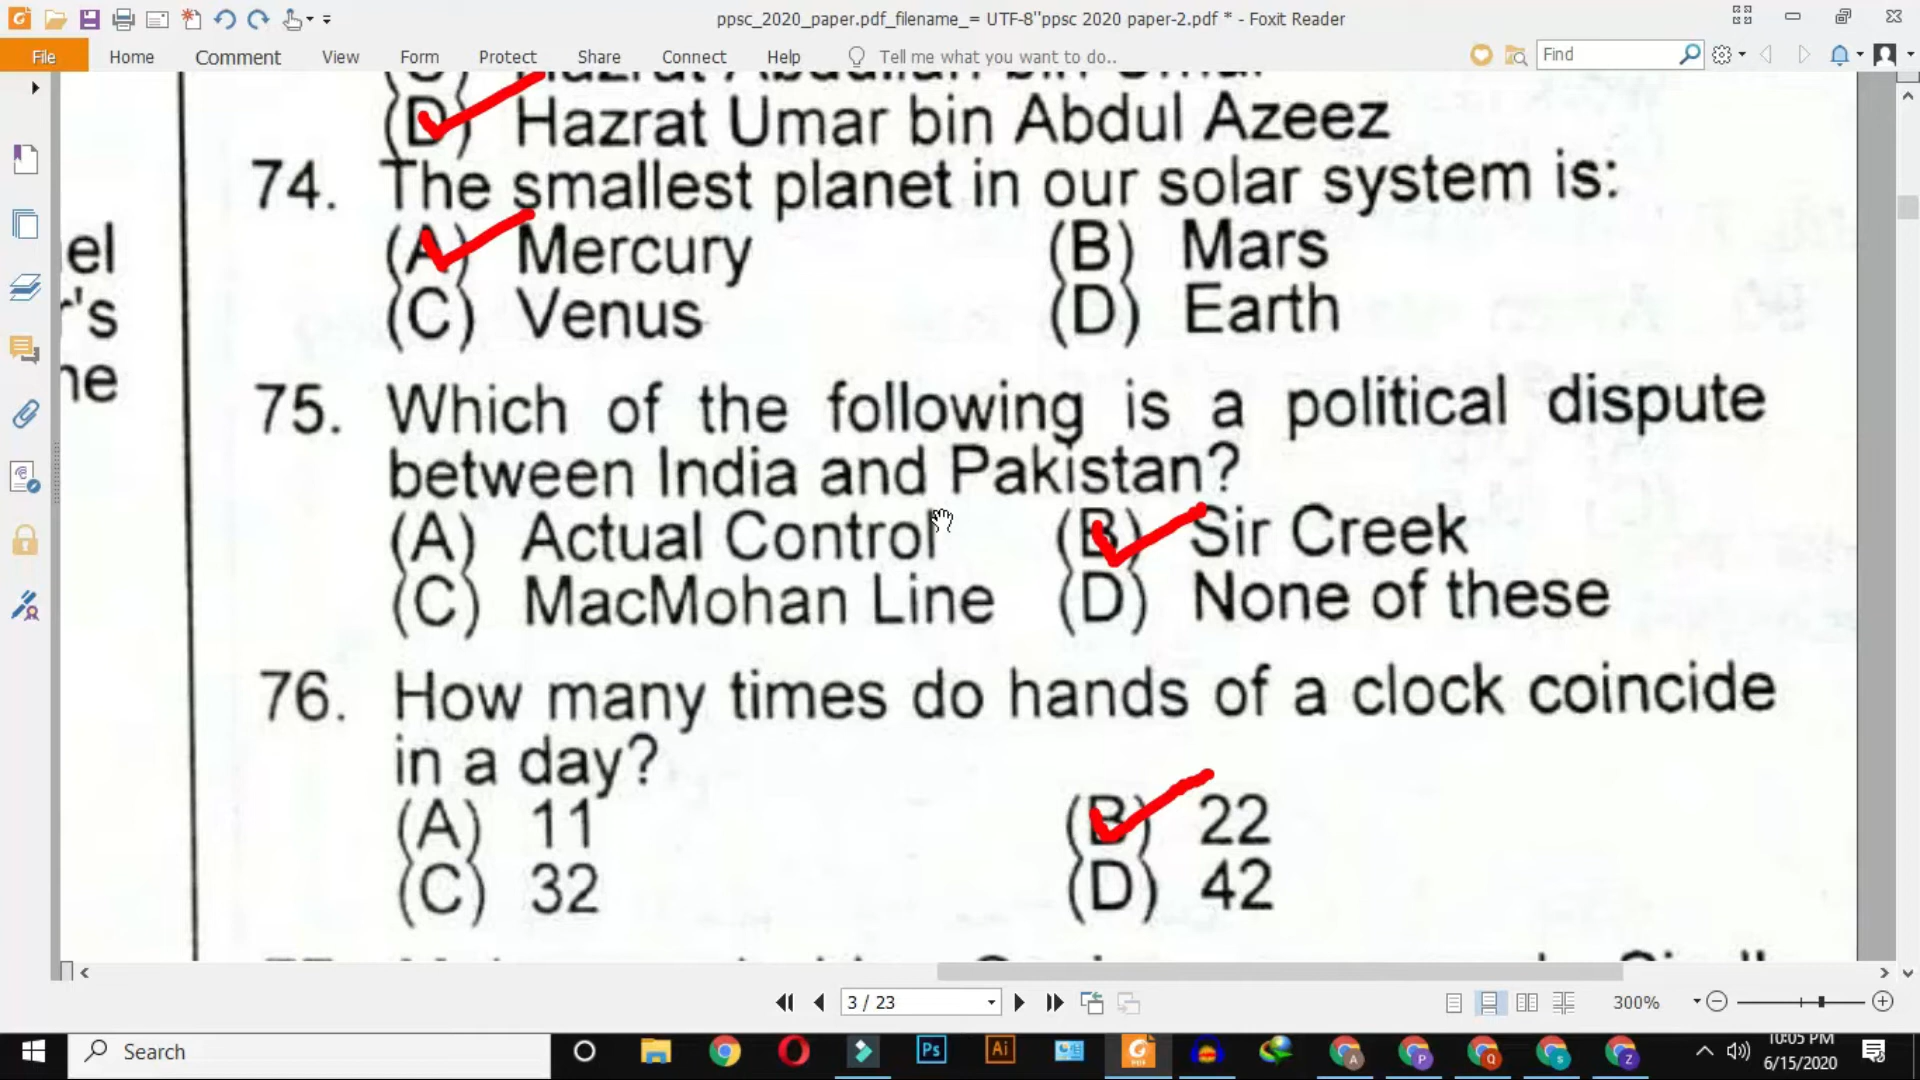 ppsc_2020_paper.pdf_filename_= UTF-8''ppsc 2020 paper-2.pdf * - Foxit Reader
File Home Comment View Form Protect Share Connect Help Tell me what you want to do.. Find
(D) Hazrat Umar bin Abdul Azeez
74. The smallest planet in our solar system is:
(A) Mercury (B) Mars
(C) Venus (D) Earth
75. Which of the following is a political dispute
between India and Pakistan?
(A) Actual Control (B) Sir Creek
(C) MacMohan Line (D) None of these
76. How many times do hands of a clock coincide
in a day?
(A) 11 (B) 22
(C) 32 (D) 42
3 / 23 300%
Search
Ps Ai
A P Q S Z
10:05 PM
6/15/2020